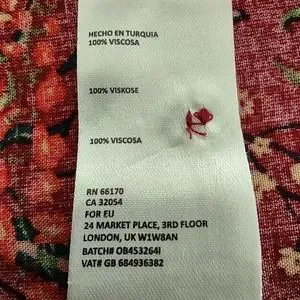 HECHO EN TURQUIA
100% VISCOSA
100% VISKOSE
100% VISCOSA
RN 66170
CA 32054
FOR EU
24 MARKET PLACE, 3RD FLOOR
LONDON, UK W1W8AN
BATCH# OB453264I
VAT# GB 684936382